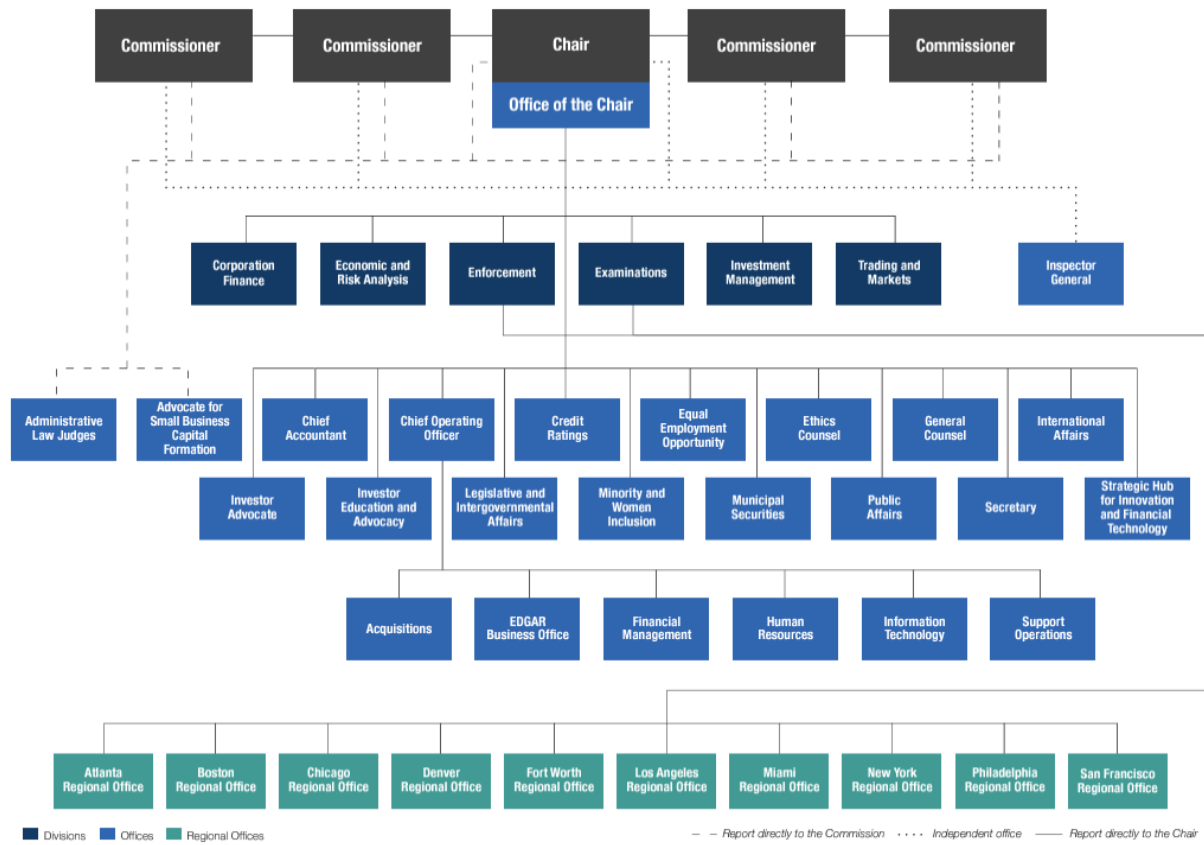 Commissioner
Commissioner
Chair
Commissioner
Commissioner
Office of the Chair
Corporation
Finance
Economic and
Risk Analysis
Enforcement
Examinations
Investment
Management
Trading and
Markets
Inspector
General
Administrative
Law Judges
Advocate for
Small Business
Capital
Formation
Chief
Accountant
Chief Operating
Officer
Credit
Ratings
Equal
Employment
Opportunity
Ethics
Counsel
General
Counsel
International
Affairs
Investor
Advocate
Investor
Education and
Advocacy
Legislative and
Intergovernmental
Affairs
Minority and
Women
Inclusion
Municipal
Securities
Public
Affairs
Secretary
Strategic Hub
for Innovation
and Financial
Technology
Acquisitions
EDGAR
Business Office
Financial
Management
Human
Resources
Information
Technology
Support
Operations
Atlanta
Regional Office
Boston
Regional Office
Chicago
Regional Office
Denver
Regional Office
Fort Worth
Regional Office
Los Angeles
Regional Office
Miami
Regional Office
New York
Regional Office
Philadelphia
Regional Office
San Francisco
Regional Office
Divisions
Offices
Regional Offices
Report directly to the Commission
Independent office
Report directly to the Chair